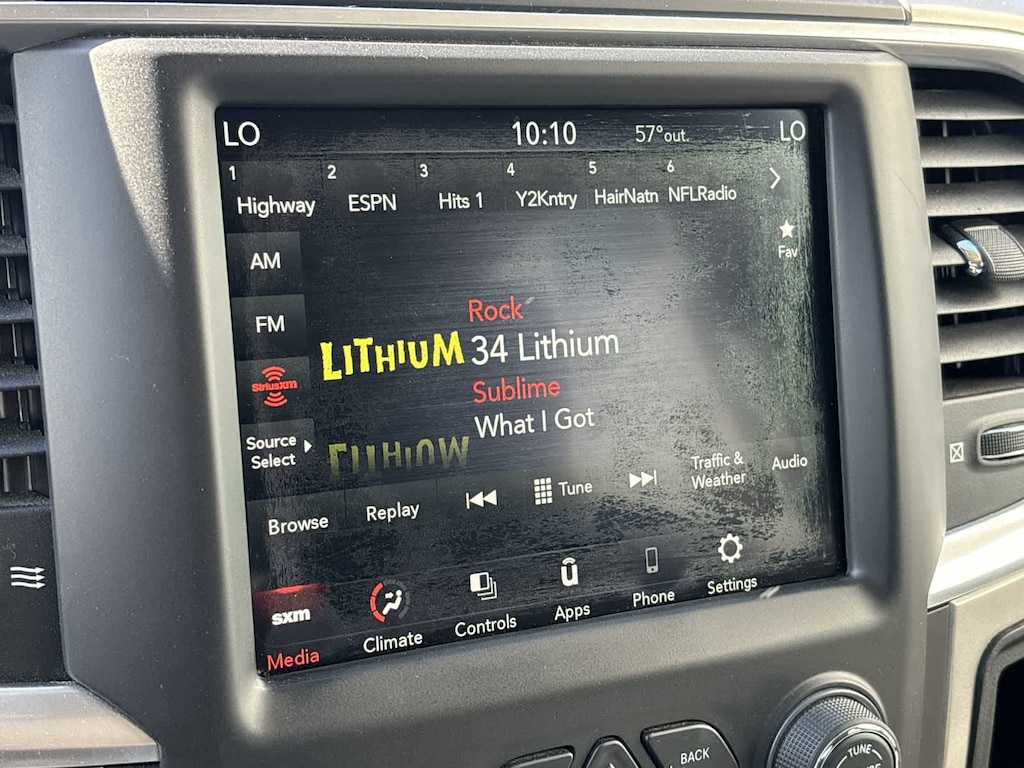 LO 10:10 57°out. LO
1 2 3 4 5 6
Highway ESPN Hits 1 Y2Kntry HairNatn NFLRadio
Fav
AM
FM
SiriusXM
Source
Select
Rock
LITHIUM 34 Lithium
Sublime
What I Got
Browse Replay Tune Traffic &
Weather Audio
sxm
Media Climate Controls Apps Phone Settings
BACK
TUNE